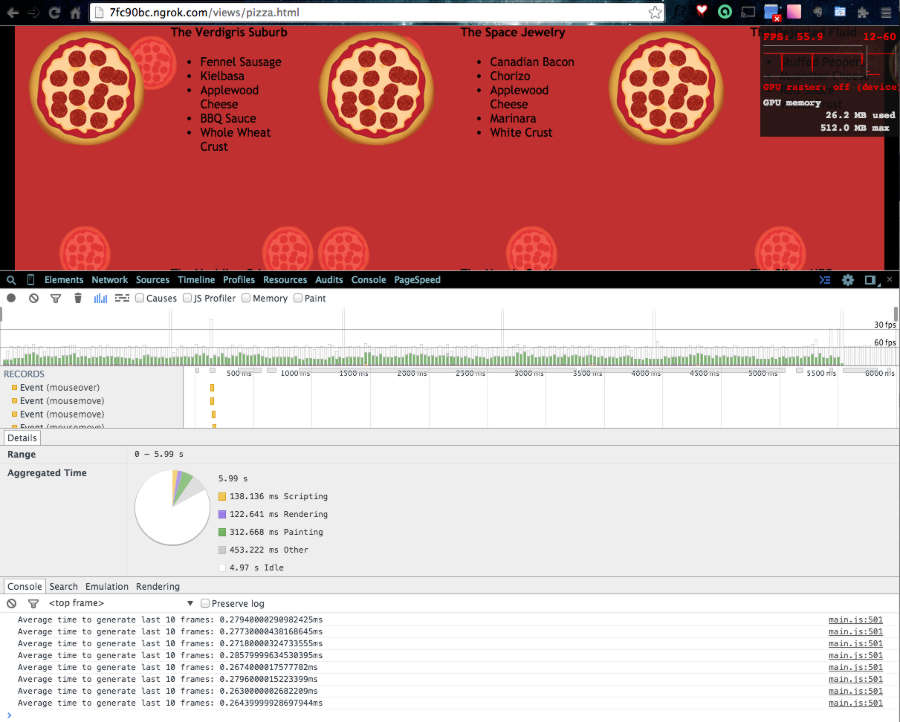 7fc90bc.ngrok.com/views/pizza.html
The Verdigris Suburb
Fennel Sausage
Kielbasa
Applewood
Cheese
BBQ Sauce
Whole Wheat
Crust
The Space Jewelry
Canadian Bacon
Chorizo
Applewood
Cheese
Marinara
White Crust
FPS: 55.9 12-60
GPU raster: off (device
GPU memory
26.2 MB used
512.0 MB max
Elements Network Sources Timeline Profiles Resources Audits Console PageSpeed
Causes JS Profiler Memory Paint
30 fps
60 fps
RECORDS
500 ms 1000 ms 1500 ms 2000 ms 2500 ms 3000 ms 3500 ms 4000 ms 4500 ms 5000 ms 5500 ms 6000 ms
Event (mouseover)
Event (mousemove)
Event (mousemove)
Event (mousemove)
Details
Range 0 – 5.99 s
Aggregated Time
5.99 s
138.136 ms Scripting
122.641 ms Rendering
312.668 ms Painting
453.222 ms Other
4.97 s Idle
Console Search Emulation Rendering
<top frame> ▼ Preserve log
Average time to generate last 10 frames: 0.27940000290982425ms main.js:501
Average time to generate last 10 frames: 0.27730000438168645ms main.js:501
Average time to generate last 10 frames: 0.27180000324733555ms main.js:501
Average time to generate last 10 frames: 0.28579999634530395ms main.js:501
Average time to generate last 10 frames: 0.2674000017577782ms main.js:501
Average time to generate last 10 frames: 0.2796000015223399ms main.js:501
Average time to generate last 10 frames: 0.2630000002682209ms main.js:501
Average time to generate last 10 frames: 0.26439999928697944ms main.js:501